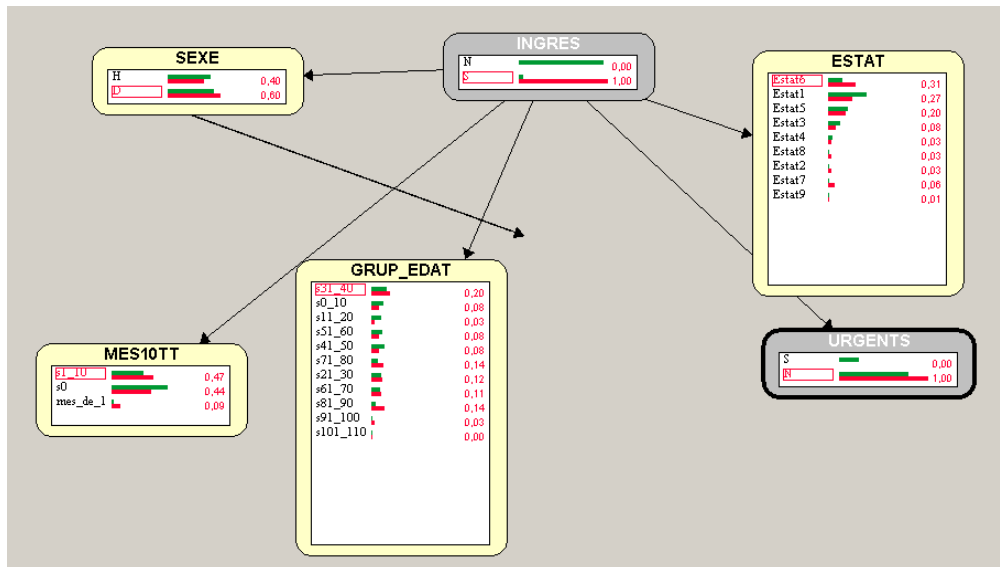 SEXE
H 0,40
D 0,60
INGRES
N 0,00
S 1,00
ESTAT
Estat6 0,31
Estat1 0,27
Estat5 0,20
Estat3 0,08
Estat4 0,03
Estat8 0,03
Estat2 0,03
Estat7 0,06
Estat9 0,01
GRUP_EDAT
s31_40 0,20
s0_10 0,08
s11_20 0,03
s51_60 0,08
s41_50 0,08
s71_80 0,14
s21_30 0,12
s61_70 0,11
s81_90 0,14
s91_100 0,03
s101_110 0,00
MES10TT
s1_10 0,47
s0 0,44
mes_de_1 0,09
URGENTS
S 0,00
N 1,00